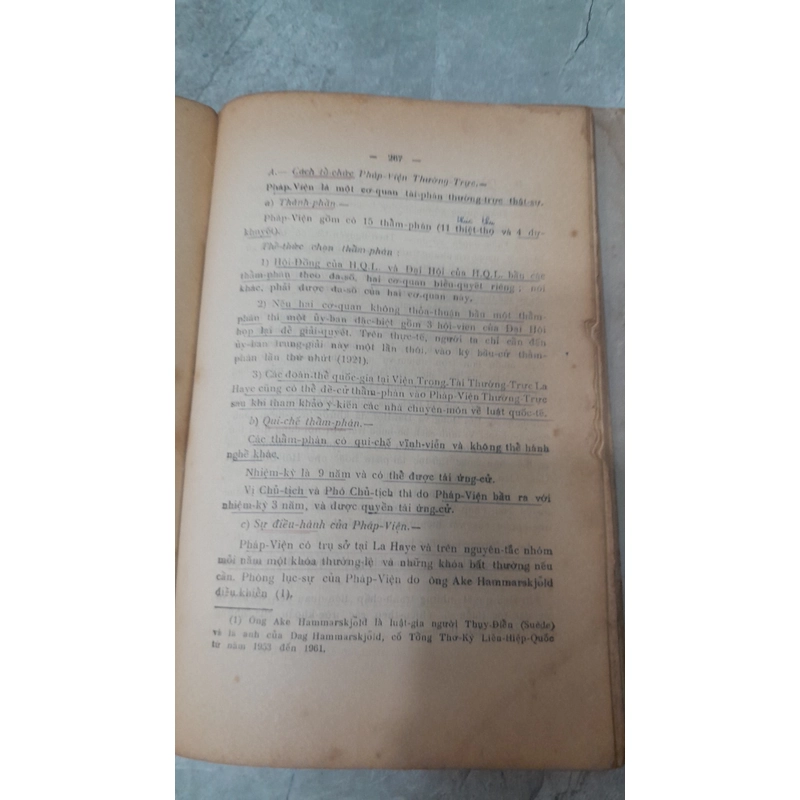 — 267 —
A.— Cách tổ-chức Pháp-Viện Thường-Trực.—
Pháp-Viện là một cơ-quan tài-phán thường-trực thật-sự.
a) Thành-phần —
Pháp-Viện gồm có 15 thẩm-phán (11 thiệt-thọ và 4 dự-
khuyết).
Thể-thức chọn thẩm-phán :
1) Hội-Đồng của H.Q.L. và Đại Hội của H.Q.L. bầu các
thẩm-phán theo đa-số, hai cơ-quan biểu-quyết riêng ; nói
khác, phải được đa-số của hai cơ-quan này.
2) Nếu hai cơ-quan không thỏa-thuận bầu một thẩm-
phán thì một ủy-ban đặc-biệt gồm 3 hội-viên của Đại Hội
họp lại để giải-quyết. Trên thực-tế, người ta chỉ cần đến
ủy-ban trung-giải này một lần thôi, vào kỳ bầu-cử thẩm-
phán lần thứ nhứt (1921).
3) Các đoàn-thể quốc-gia tại Viện Trọng-Tài Thường-Trực La
Haye cũng có thể đề-cử thẩm-phán vào Pháp-Viện Thường-Trực
sau khi tham khảo ý-kiến các nhà chuyên-môn về luật quốc-tế.
b) Qui-chế thẩm-phán.—
Các thẩm-phán có qui-chế vĩnh-viễn và không thể hành
nghề khác.
Nhiệm-kỳ là 9 năm và có thể được tái ứng-cử.
Vị Chủ-tịch và Phó Chủ-tịch thì do Pháp-Viện bầu ra với
nhiệm-kỳ 3 năm, và được quyền tái ứng-cử.
c) Sự điều-hành của Pháp-Viện.—
Pháp-Viện có trụ sở tại La Haye và trên nguyên-tắc nhóm
mỗi năm một khóa thường-lệ và những khóa bất thường nếu
cần. Phòng lục-sự của Pháp-Viện do ông Ake Hammarskjold
điều-khiển (1).
(1) Ông Ake Hammarskjold là luật-gia người Thụy-Điển (Suède)
và là anh của Dag Hammarskjold, cố Tổng Thơ-Ký Liên-Hiệp-Quốc
từ năm 1953 đến 1961.